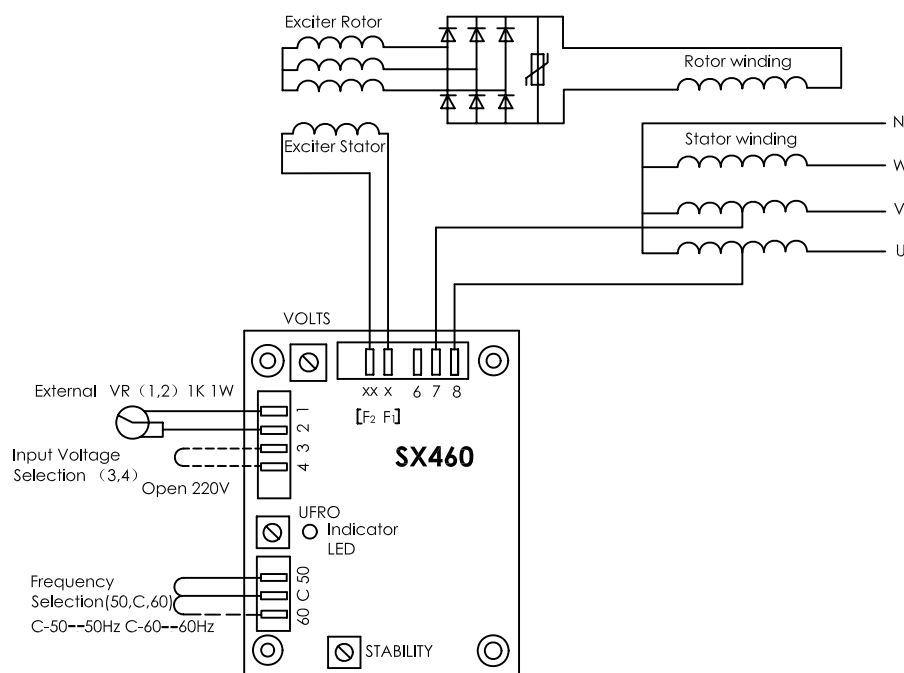 Exciter Rotor
Rotor winding
N
Exciter Stator
Stator winding
W
V
U
VOLTS
xx x 6 7 8
[F2 F1]
External VR (1,2) 1K 1W
1
2
3
4
SX460
Input Voltage
Selection (3,4)
Open 220V
UFRO
Indicator
LED
Frequency
Selection(50,C,60)
C-50--50Hz C-60--60Hz
50
C
60
STABILITY